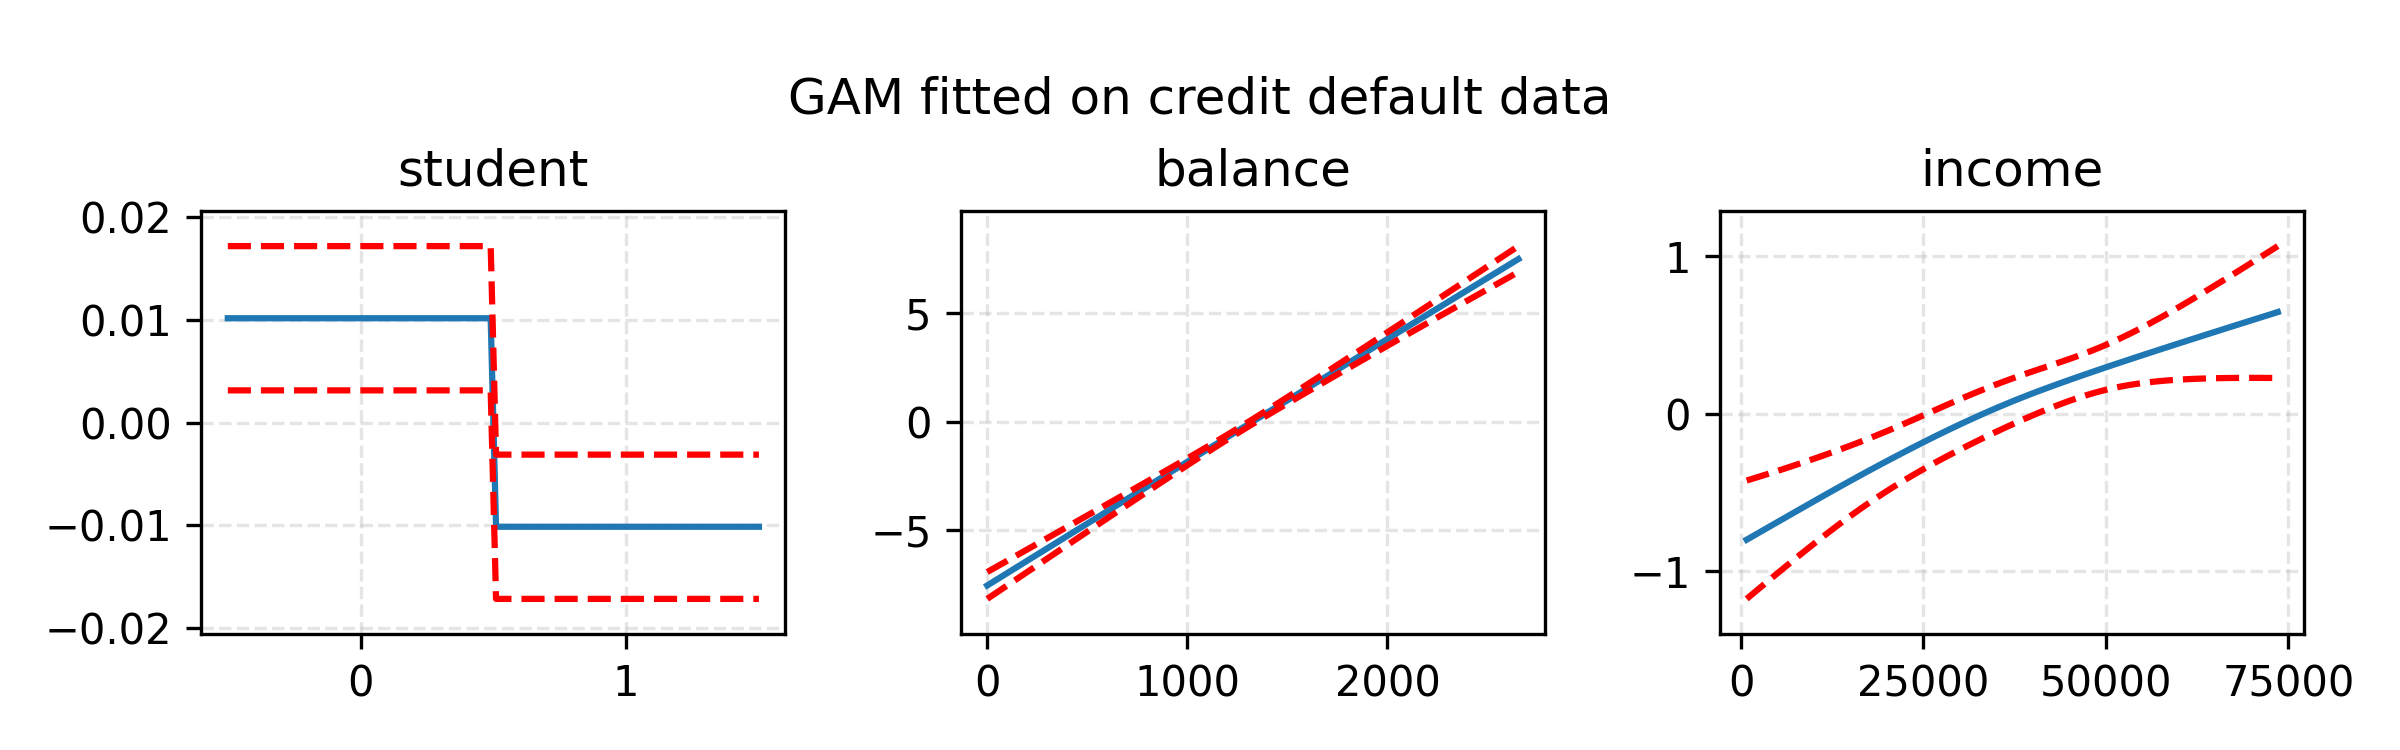 GAM fitted on credit default data
student
0.02
0.01
0.00
−0.01
−0.02
0 1
balance
5
0
−5
0 1000 2000
income
1
0
−1
0 25000 50000 75000